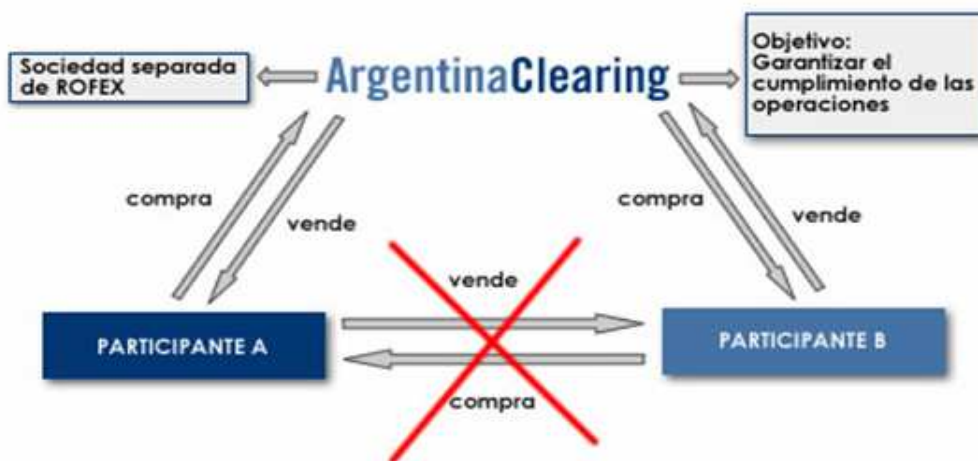 Sociedad separada
de ROFEX
ArgentinaClearing
Objetivo:
Garantizar el
cumplimiento de las
operaciones
compra
vende
compra
vende
vende
PARTICIPANTE A
PARTICIPANTE B
compra